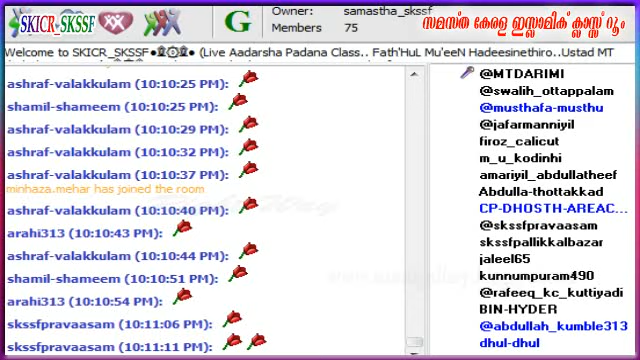 SKICR_SKSSF
G
Owner: samastha_skssf
Members 75
സമസ്ത കേരള ഇസ്ലാമിക് ക്ലാസ്സ് റൂം
Welcome to SKICR_SKSSF (Live Aadarsha Padana Class.. Fath'HuL Mu'eeN Hadeesinethiro..Ustad MT
ashraf-valakkulam (10:10:25 PM):
shamil-shameem (10:10:25 PM):
ashraf-valakkulam (10:10:29 PM):
ashraf-valakkulam (10:10:32 PM):
ashraf-valakkulam (10:10:37 PM):
minhaza.mehar has joined the room
ashraf-valakkulam (10:10:40 PM):
arahi313 (10:10:43 PM):
ashraf-valakkulam (10:10:44 PM):
shamil-shameem (10:10:51 PM):
arahi313 (10:10:54 PM):
skssfpravaasam (10:11:06 PM):
skssfpravaasam (10:11:11 PM):
@MTDARIMI
@swalih_ottappalam
@musthafa-musthu
@jafarmanniyil
firoz_calicut
m_u_kodinhi
amariyil_abdullatheef
Abdulla-thottakkad
CP-DHOSTH-AREAC...
@skssfpravaasam
skssfpallikkalbazar
jaleel65
kunnumpuram490
@rafeeq_kc_kuttiyadi
BIN-HYDER
@abdullah_kumble313
dhul-dhul